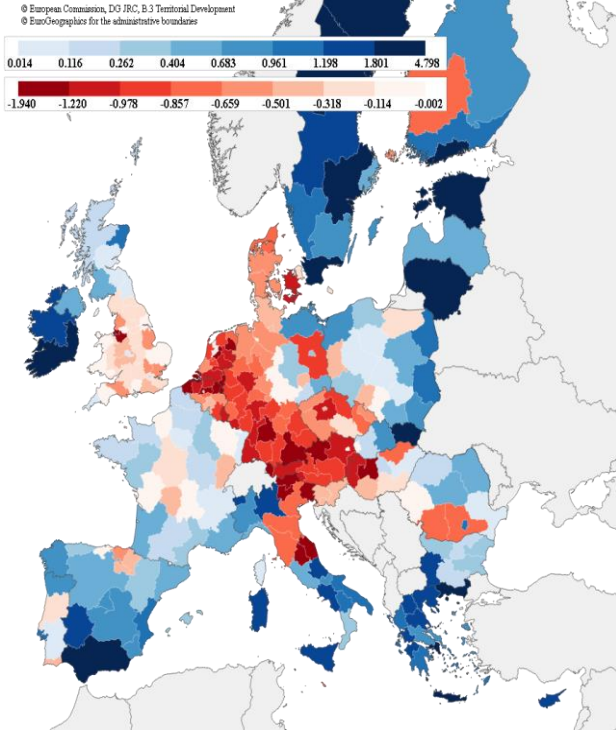 © European Commission, DG JRC, B.3 Territorial Development
© EuroGeographics for the administrative boundaries
0.014 0.116 0.262 0.404 0.683 0.961 1.198 1.801 4.798
-1.940 -1.220 -0.978 -0.857 -0.659 -0.501 -0.318 -0.114 -0.002